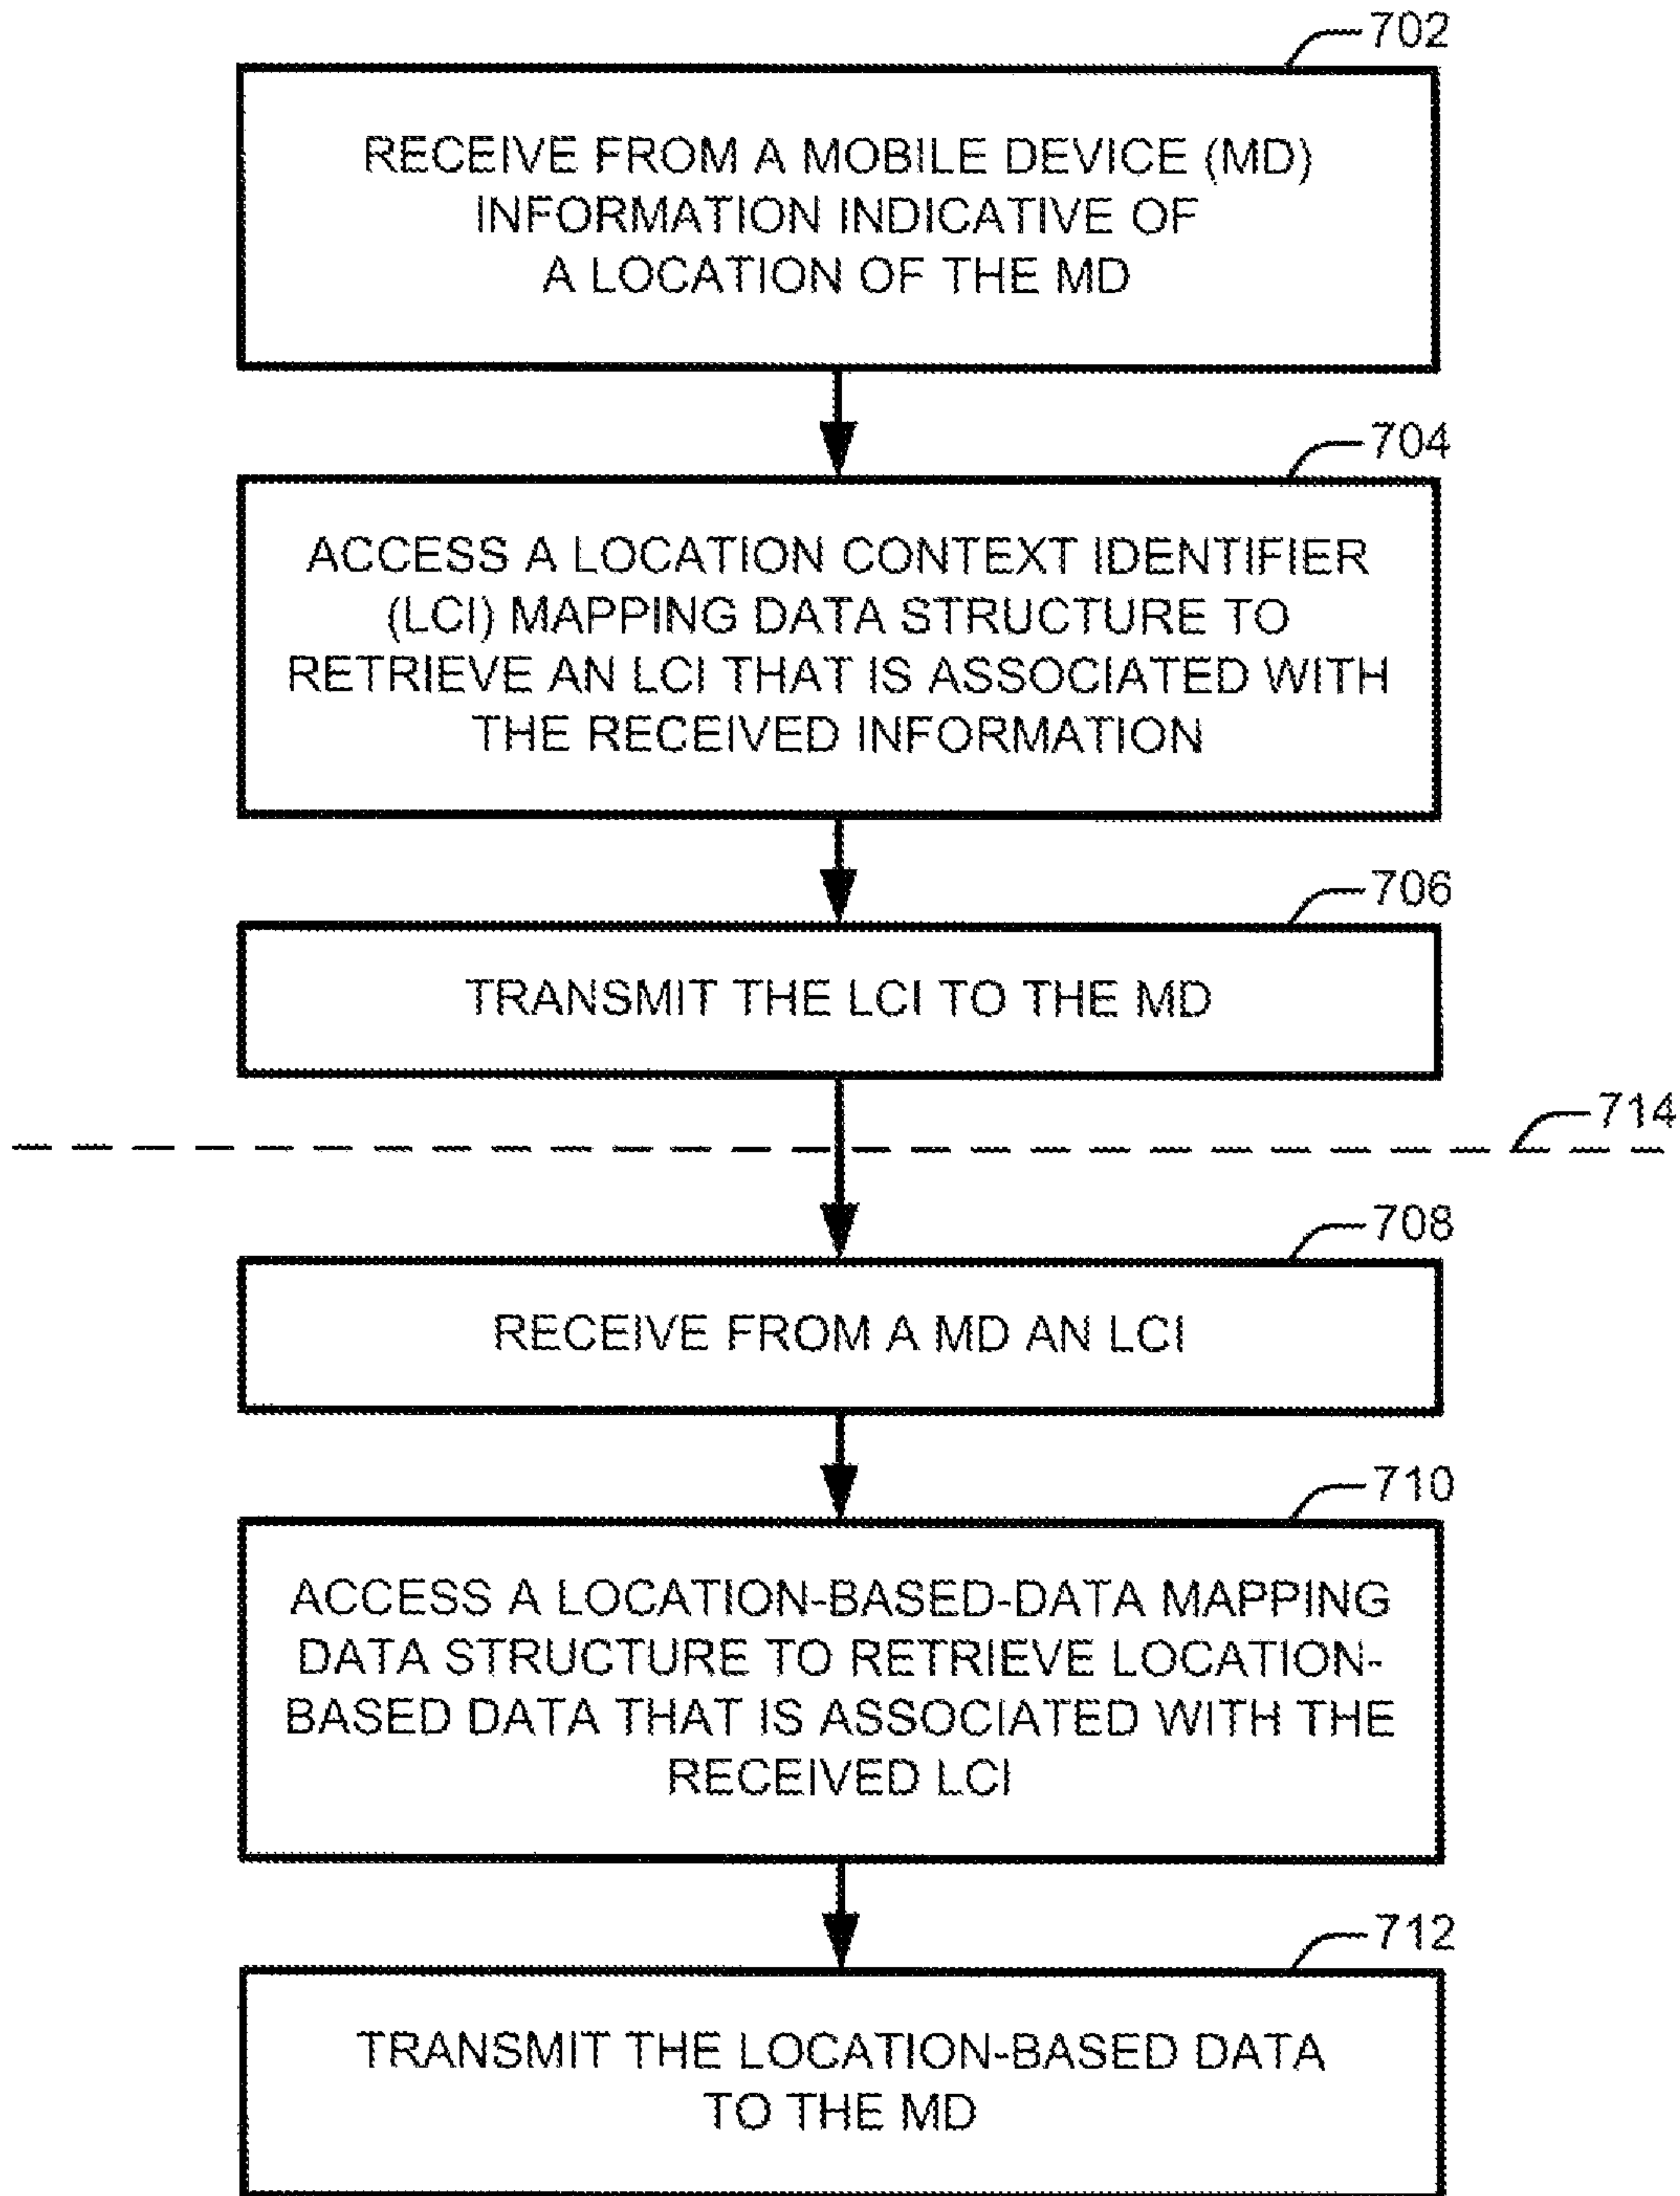 702
RECEIVE FROM A MOBILE DEVICE (MD)
INFORMATION INDICATIVE OF
A LOCATION OF THE MD
704
ACCESS A LOCATION CONTEXT IDENTIFIER
(LCI) MAPPING DATA STRUCTURE TO
RETRIEVE AN LCI THAT IS ASSOCIATED WITH
THE RECEIVED INFORMATION
706
TRANSMIT THE LCI TO THE MD
714
708
RECEIVE FROM A MD AN LCI
710
ACCESS A LOCATION-BASED-DATA MAPPING
DATA STRUCTURE TO RETRIEVE LOCATION-
BASED DATA THAT IS ASSOCIATED WITH THE
RECEIVED LCI
712
TRANSMIT THE LOCATION-BASED DATA
TO THE MD